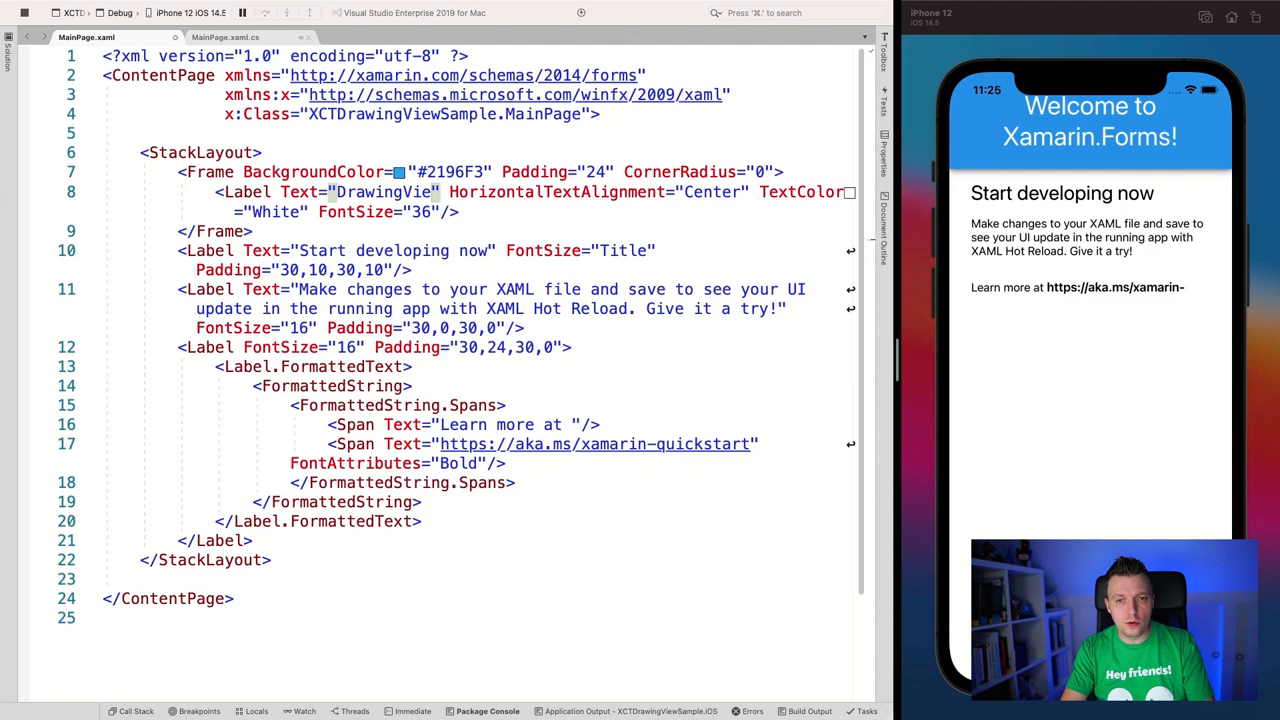 XCTD
Debug
iPhone 12 iOS 14.5
Visual Studio Enterprise 2019 for Mac
Press '⌘.' to search
MainPage.xaml
MainPage.xaml.cs
Solution
1 <?xml version="1.0" encoding="utf-8" ?>
2 <ContentPage xmlns="http://xamarin.com/schemas/2014/forms"
3 xmlns:x="http://schemas.microsoft.com/winfx/2009/xaml"
4 x:Class="XCTDrawingViewSample.MainPage">
5
6 <StackLayout>
7 <Frame BackgroundColor="#2196F3" Padding="24" CornerRadius="0">
8 <Label Text="DrawingVie" HorizontalTextAlignment="Center" TextColor
="White" FontSize="36"/>
9 </Frame>
10 <Label Text="Start developing now" FontSize="Title"
Padding="30,10,30,10"/>
11 <Label Text="Make changes to your XAML file and save to see your UI
update in the running app with XAML Hot Reload. Give it a try!"
FontSize="16" Padding="30,0,30,0"/>
12 <Label FontSize="16" Padding="30,24,30,0">
13 <Label.FormattedText>
14 <FormattedString>
15 <FormattedString.Spans>
16 <Span Text="Learn more at "/>
17 <Span Text="https://aka.ms/xamarin-quickstart"
FontAttributes="Bold"/>
18 </FormattedString.Spans>
19 </FormattedString>
20 </Label.FormattedText>
21 </Label>
22 </StackLayout>
23
24 </ContentPage>
25
Toolbox
Tests
Properties
Document Outline
Call Stack
Breakpoints
Locals
Watch
Threads
Immediate
Package Console
Application Output - XCTDrawingViewSample.iOS
Errors
Build Output
Tasks
iPhone 12
iOS 14.5
11:25
Welcome to
Xamarin.Forms!
Start developing now
Make changes to your XAML file and save to
see your UI update in the running app with
XAML Hot Reload. Give it a try!
Learn more at https://aka.ms/xamarin-
Hey friends!